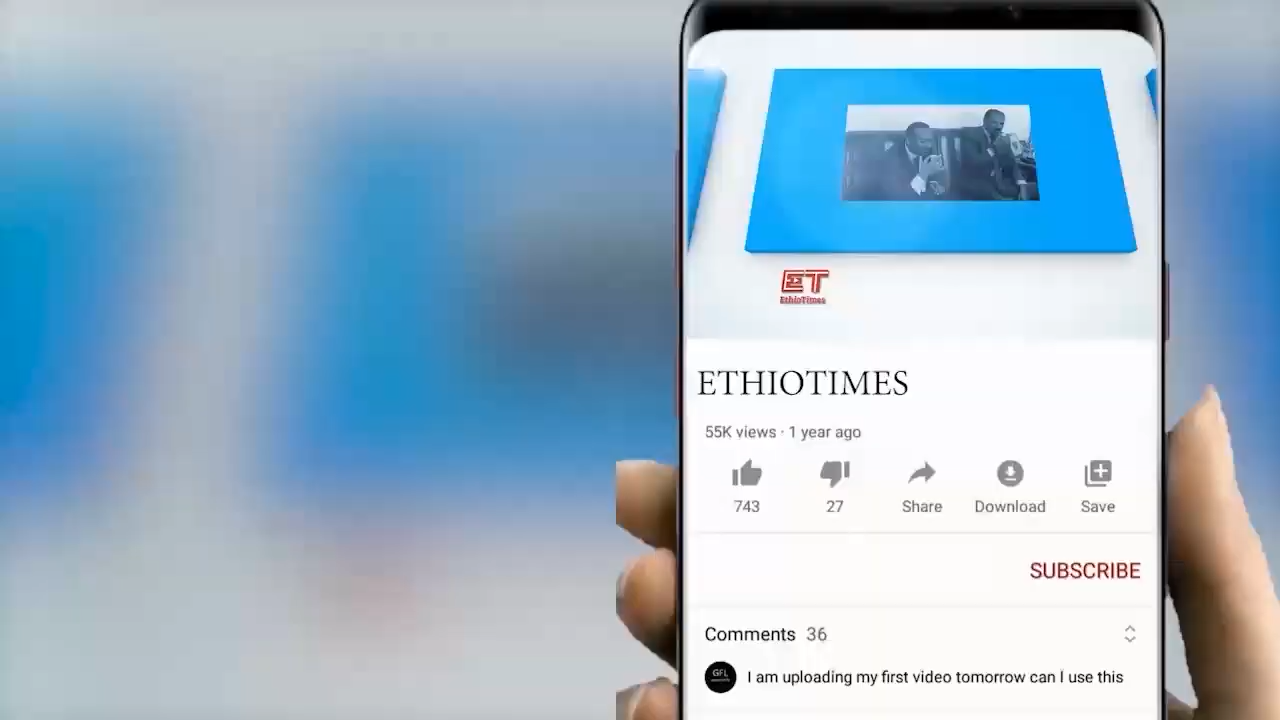 ET
EthioTimes
ETHIOTIMES
55K views · 1 year ago
743
27
Share
Download
Save
SUBSCRIBE
Comments 36
GFL
I am uploading my first video tomorrow can I use this